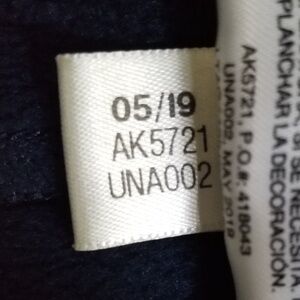 05/19
AK5721
UNA002
PLANCHAR LA DECORACIÓN.
SE NECESITA
AK5721, P.O.#: 418043
UNA002, MAY 2019